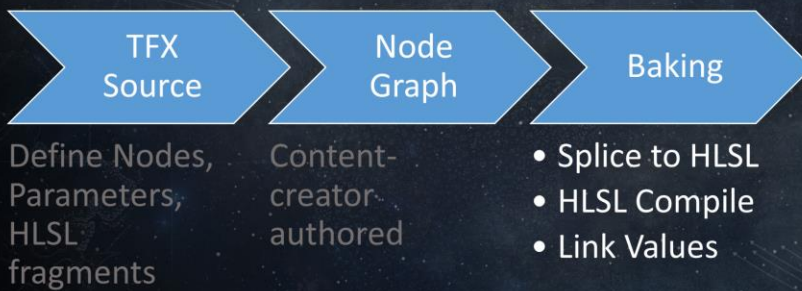 TFX
Source
Node
Graph
Baking
Define Nodes,
Parameters,
HLSL
fragments
Content-
creator
authored
• Splice to HLSL
• HLSL Compile
• Link Values